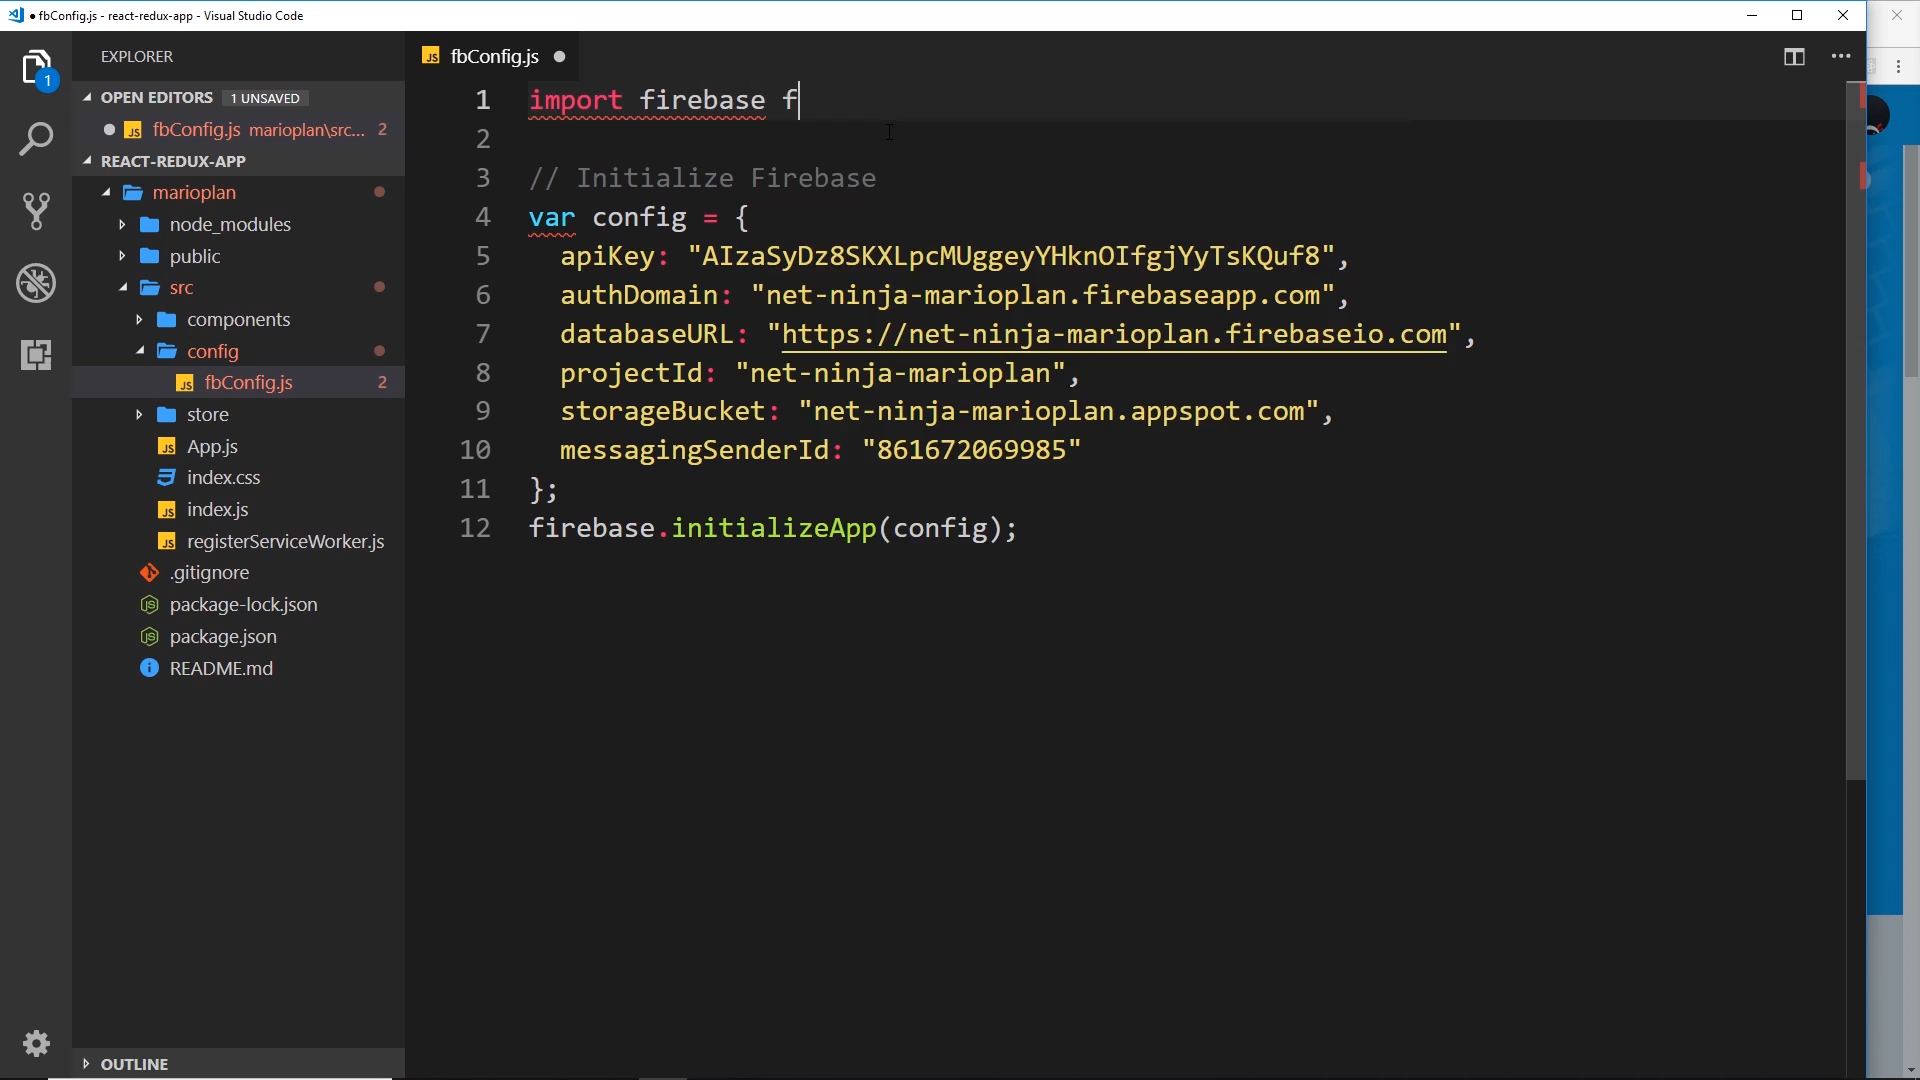 fbConfig.js - react-redux-app - Visual Studio Code
EXPLORER
OPEN EDITORS 1 UNSAVED
fbConfig.js marioplan\src... 2
REACT-REDUX-APP
marioplan
node_modules
public
src
components
config
fbConfig.js 2
store
App.js
index.css
index.js
registerServiceWorker.js
.gitignore
package-lock.json
package.json
README.md
OUTLINE
1
fbConfig.js
1 import firebase f
2
3 // Initialize Firebase
4 var config = {
5 apiKey: "AIzaSyDz8SKXLpcMUggeyYHknOIfgjYyTsKQuf8",
6 authDomain: "net-ninja-marioplan.firebaseapp.com",
7 databaseURL: "https://net-ninja-marioplan.firebaseio.com",
8 projectId: "net-ninja-marioplan",
9 storageBucket: "net-ninja-marioplan.appspot.com",
10 messagingSenderId: "861672069985"
11 };
12 firebase.initializeApp(config);